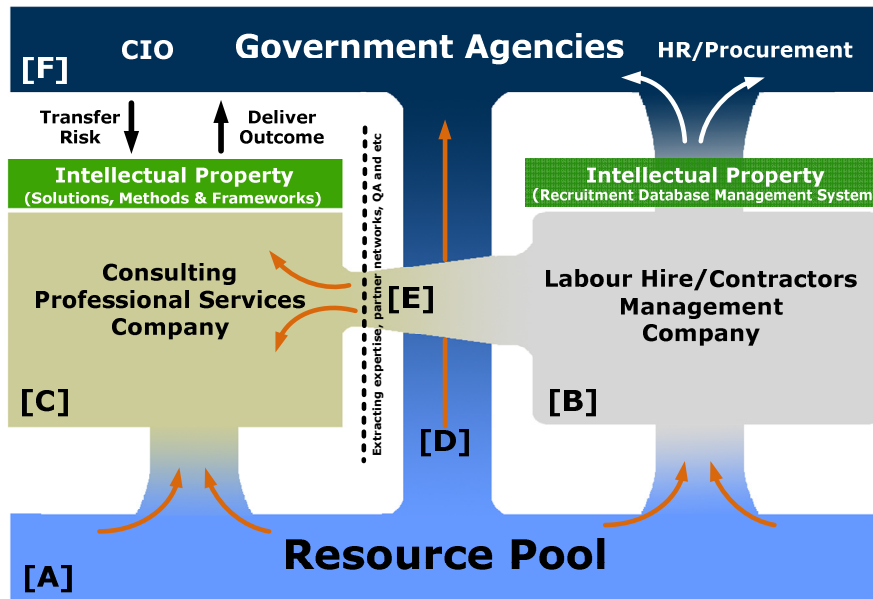 CIO
Government Agencies
HR/Procurement
[F]
Transfer
Risk
Deliver
Outcome
Intellectual Property
(Solutions, Methods & Frameworks)
Intellectual Property
(Recruitment Database Management System
Extracting expertise, partner networks, QA and etc
Consulting
Professional Services
Company
[E]
Labour Hire/Contractors
Management
Company
[C]
[B]
[D]
Resource Pool
[A]